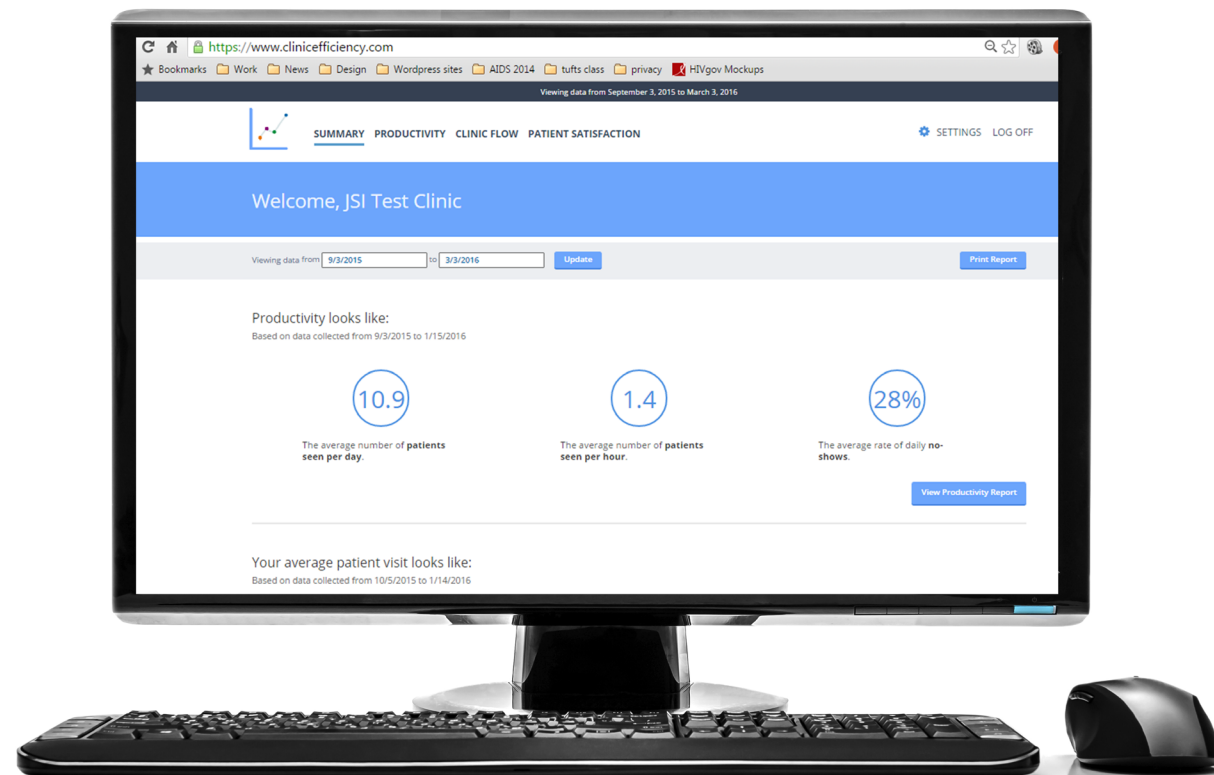 https://www.clinicefficiency.com
Bookmarks Work News Design Wordpress sites AIDS 2014 tufts class privacy HIVgov Mockups
Viewing data from September 3, 2015 to March 3, 2016
SUMMARY PRODUCTIVITY CLINIC FLOW PATIENT SATISFACTION SETTINGS LOG OFF
Welcome, JSI Test Clinic
Viewing data from 9/3/2015 to 3/3/2016 Update Print Report
Productivity looks like:
Based on data collected from 9/3/2015 to 1/15/2016
10.9 1.4 28%
The average number of patients
seen per day.
The average number of patients
seen per hour.
The average rate of daily no-
shows.
View Productivity Report
Your average patient visit looks like:
Based on data collected from 10/5/2015 to 1/14/2016